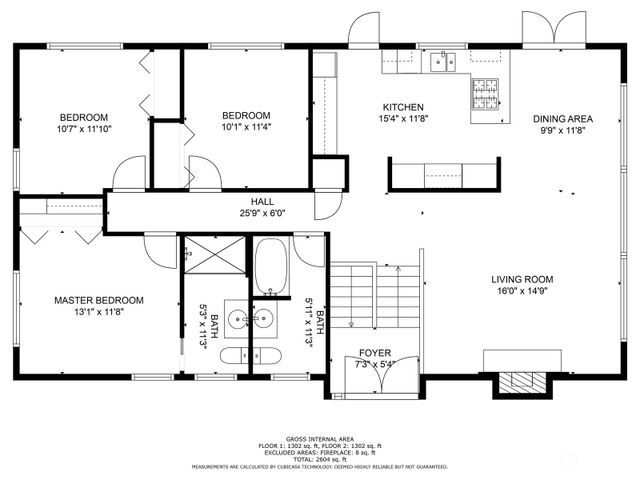 BEDROOM
10'7" x 11'10"
BEDROOM
10'1" x 11'4"
KITCHEN
15'4" x 11'8"
DINING AREA
9'9" x 11'8"
HALL
25'9" x 6'0"
MASTER BEDROOM
13'1" x 11'8"
BATH
5'3" x 11'3"
BATH
5'11" x 11'3"
LIVING ROOM
16'0" x 14'9"
FOYER
7'3" x 5'4"
GROSS INTERNAL AREA
FLOOR 1: 1302 sq. ft, FLOOR 2: 1302 sq. ft
EXCLUDED AREAS: FIREPLACE: 8 sq. ft
TOTAL: 2604 sq. ft
MEASUREMENTS ARE CALCULATED BY CUBICASA TECHNOLOGY. DEEMED HIGHLY RELIABLE BUT NOT GUARANTEED.